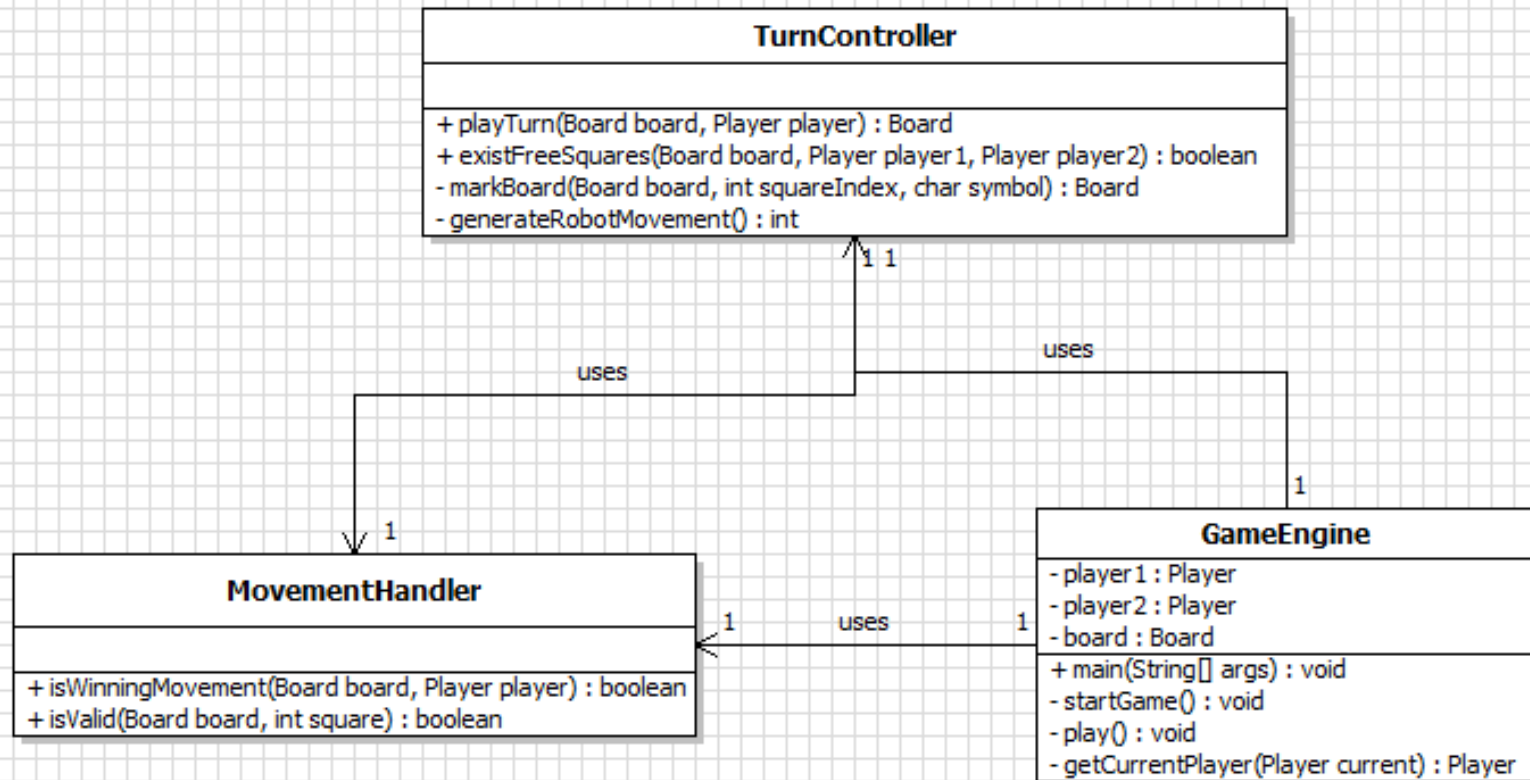 TurnController
+ playTurn(Board board, Player player) : Board
+ existFreeSquares(Board board, Player player1, Player player2) : boolean
- markBoard(Board board, int squareIndex, char symbol) : Board
- generateRobotMovement() : int
1 1
uses
uses
1
1
MovementHandler
+ isWinningMovement(Board board, Player player) : boolean
+ isValid(Board board, int square) : boolean
1
uses
1
GameEngine
- player1 : Player
- player2 : Player
- board : Board
+ main(String[] args) : void
- startGame() : void
- play() : void
- getCurrentPlayer(Player current) : Player